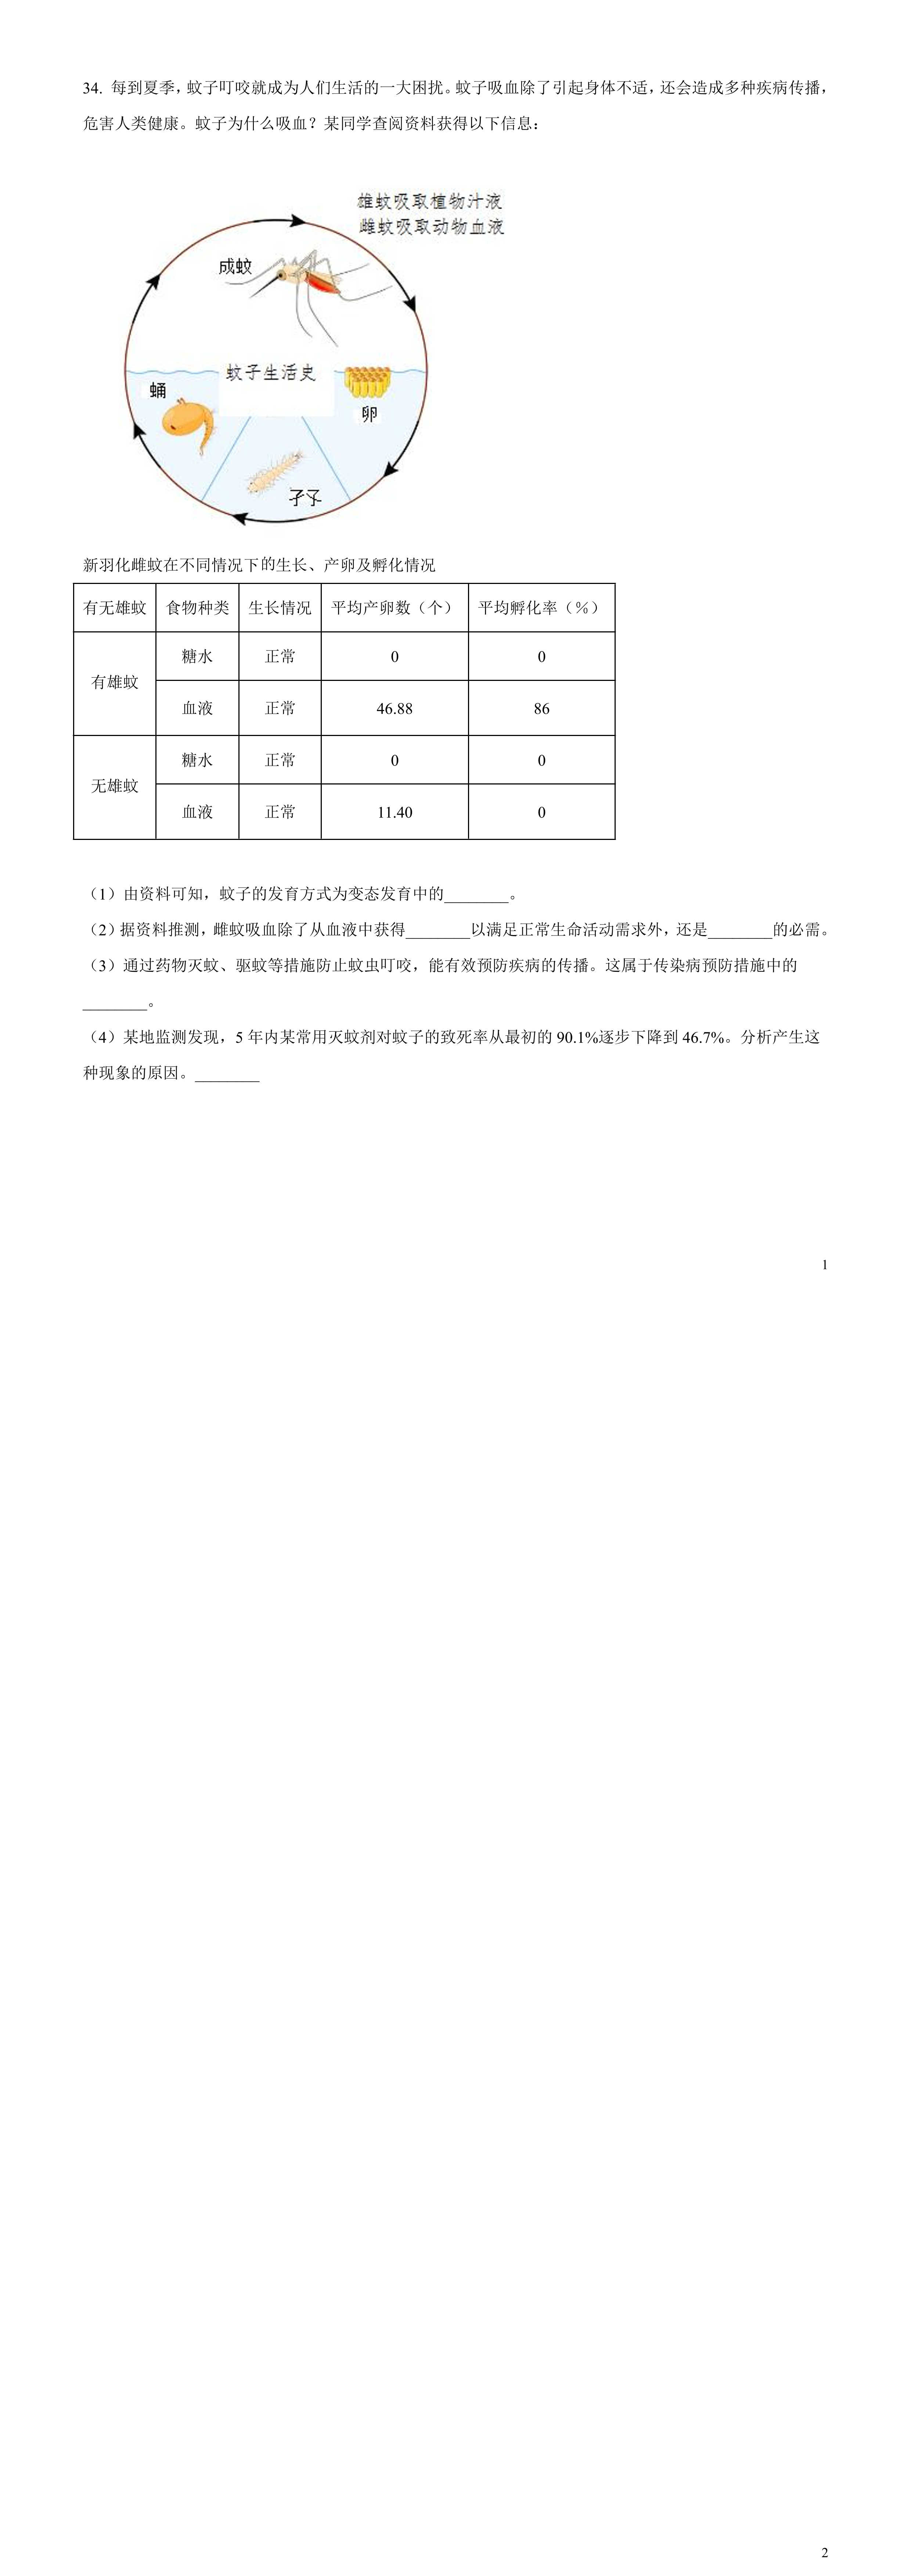 34. 每到夏季，蚊子叮咬就成为人们生活的一大困扰。蚊子吸血除了引起身体不适，还会造成多种疾病传播，
危害人类健康。蚊子为什么吸血？某同学查阅资料获得以下信息：
雄蚊吸取植物汁液
雌蚊吸取动物血液
成蚊
蚊子生活史
蛹
卵
孑孓
新羽化雌蚊在不同情况下的生长、产卵及孵化情况
有无雄蚊 食物种类 生长情况 平均产卵数（个） 平均孵化率（%）
有雄蚊 糖水 正常 0 0
血液 正常 46.88 86
无雄蚊 糖水 正常 0 0
血液 正常 11.40 0
（1）由资料可知，蚊子的发育方式为变态发育中的________。
（2）据资料推测，雌蚊吸血除了从血液中获得________以满足正常生命活动需求外，还是________的必需。
（3）通过药物灭蚊、驱蚊等措施防止蚊虫叮咬，能有效预防疾病的传播。这属于传染病预防措施中的
________。
（4）某地监测发现，5 年内某常用灭蚊剂对蚊子的致死率从最初的 90.1%逐步下降到 46.7%。分析产生这
种现象的原因。________
1
2